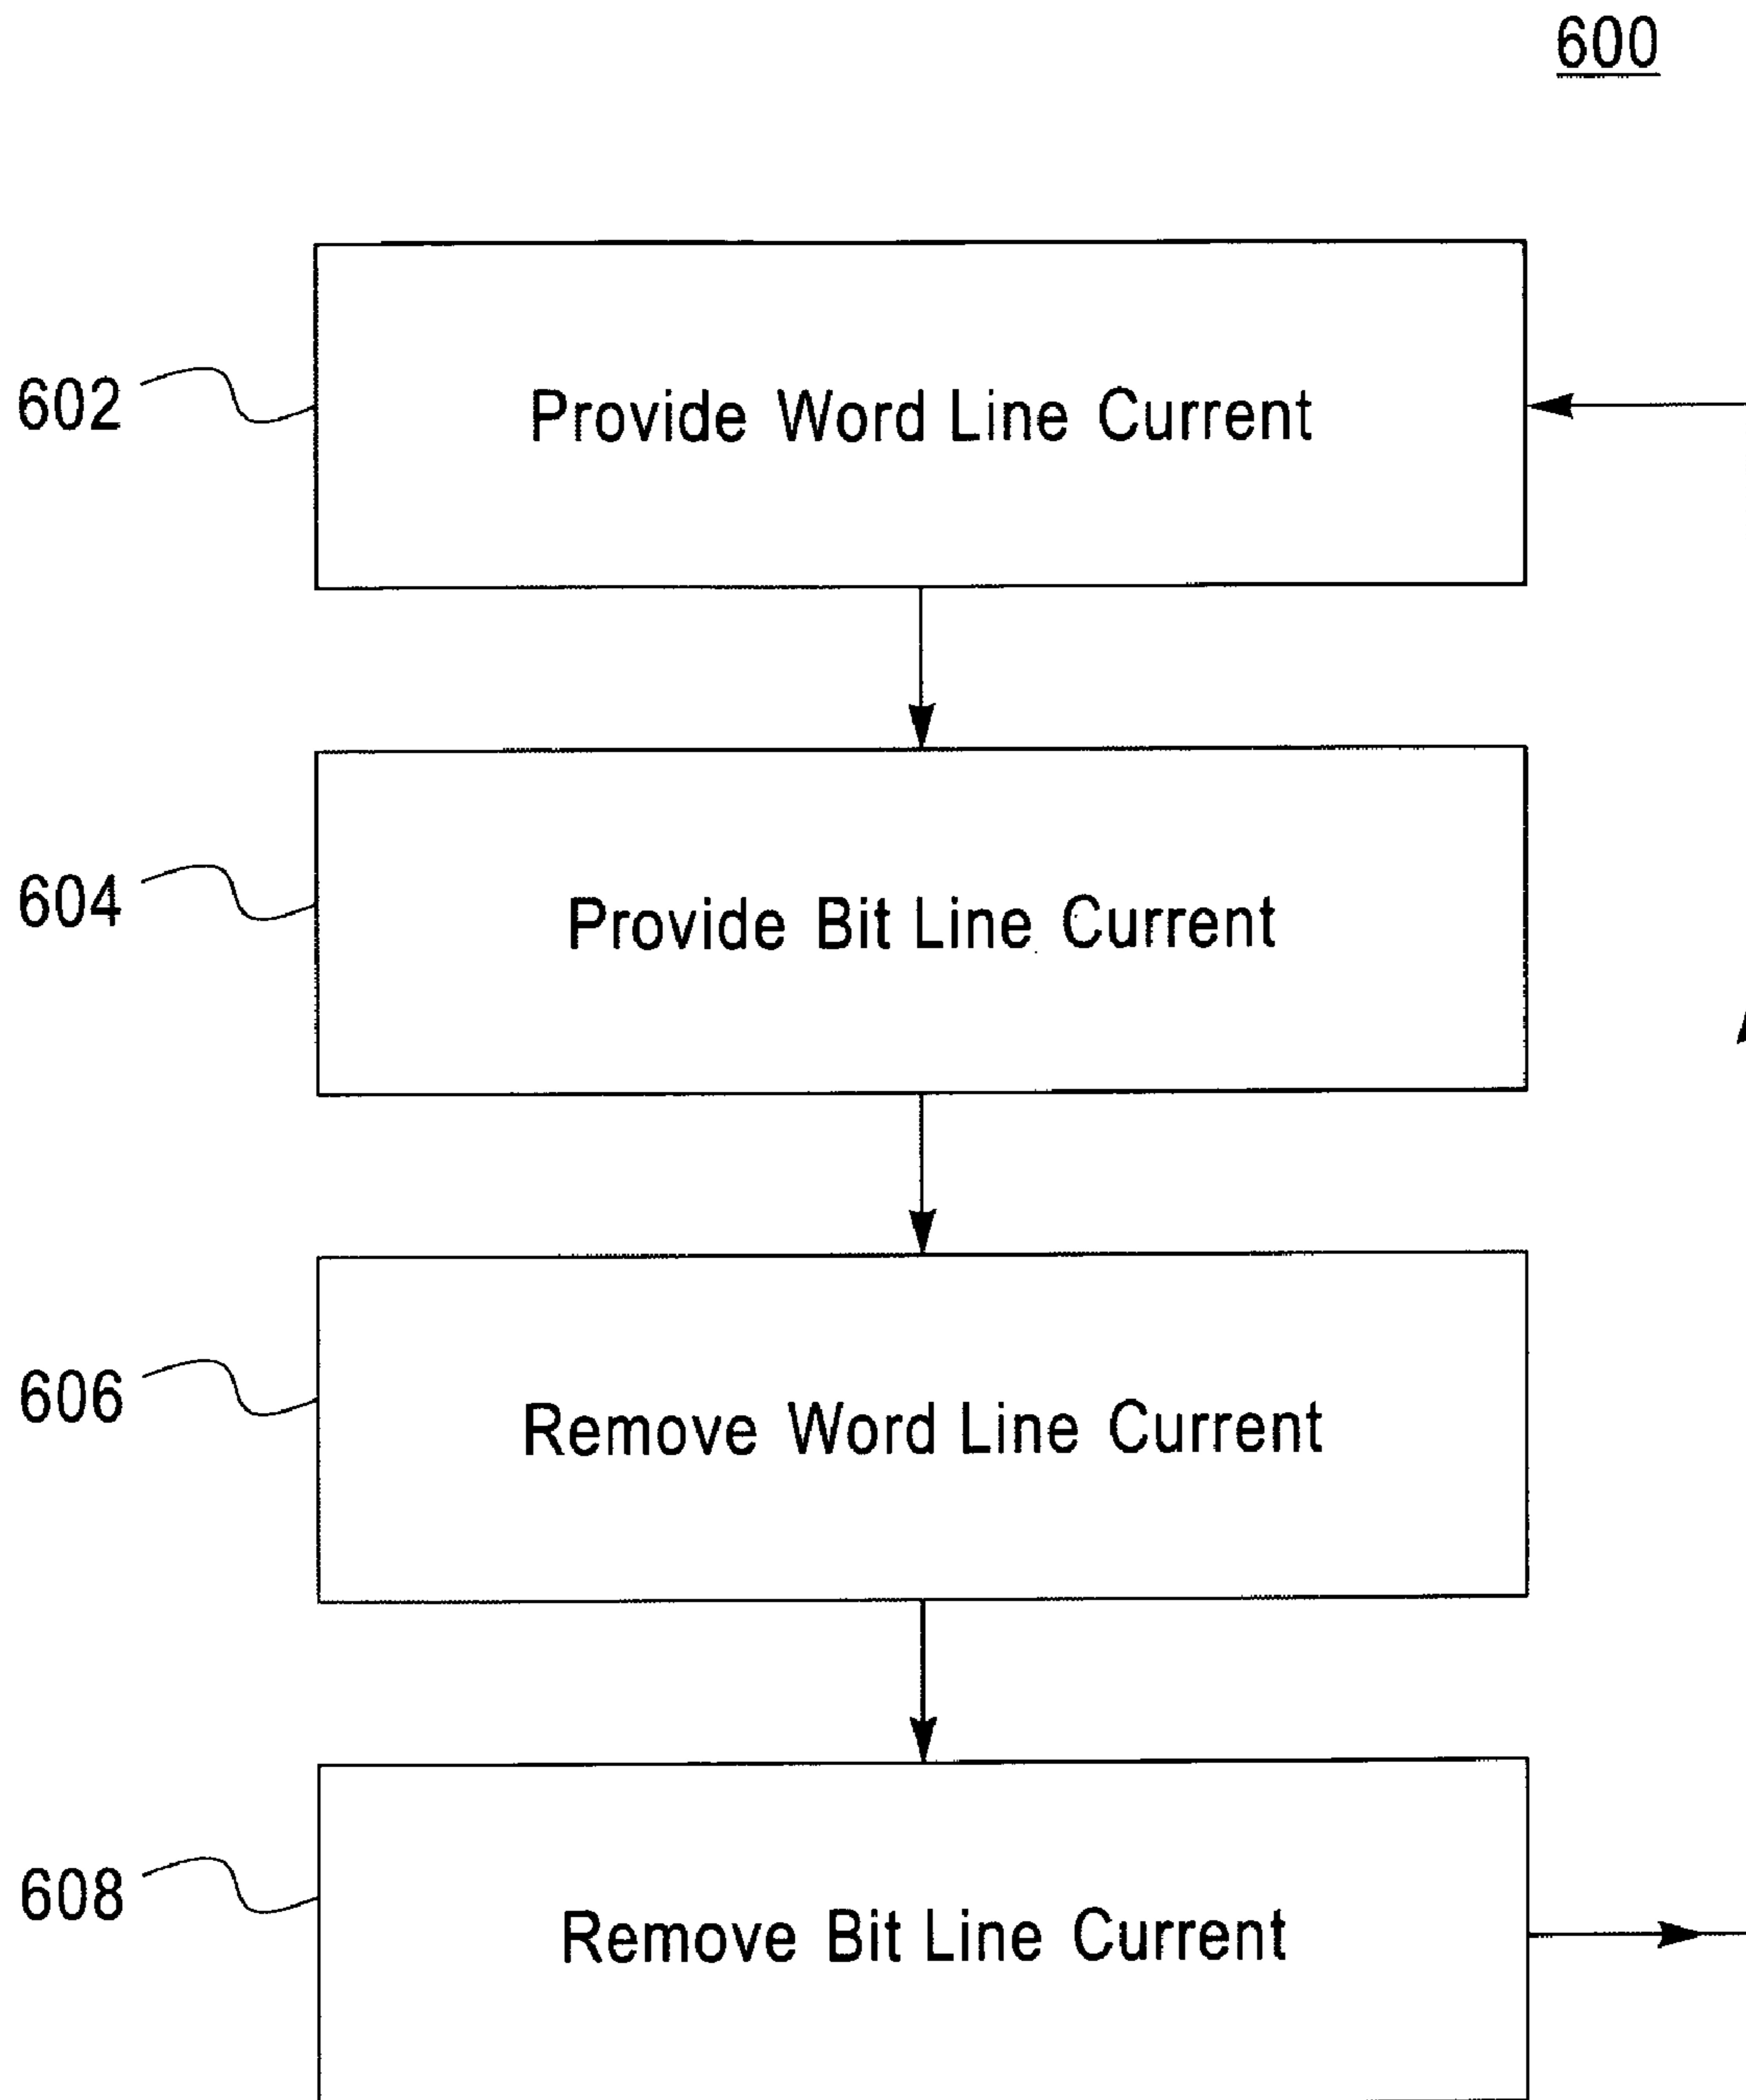 600
602
Provide Word Line Current
604
Provide Bit Line Current
606
Remove Word Line Current
608
Remove Bit Line Current